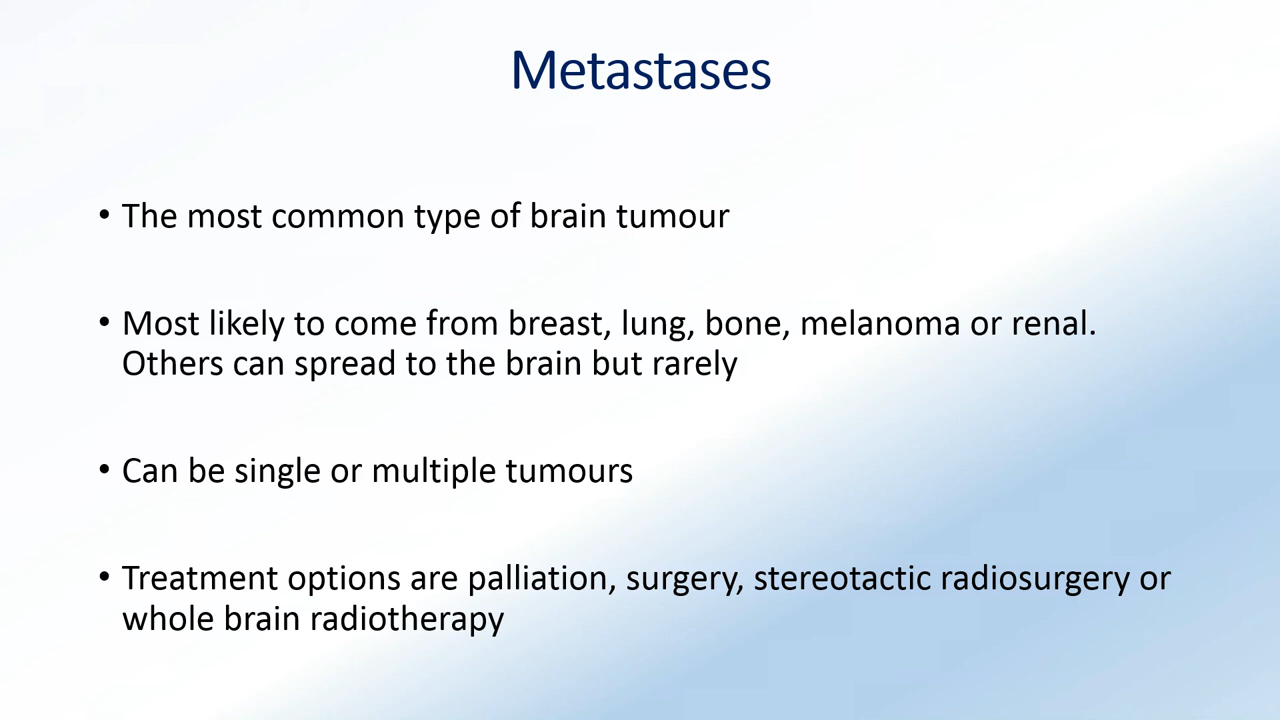 Metastases
• The most common type of brain tumour
• Most likely to come from breast, lung, bone, melanoma or renal.
Others can spread to the brain but rarely
• Can be single or multiple tumours
• Treatment options are palliation, surgery, stereotactic radiosurgery or
whole brain radiotherapy